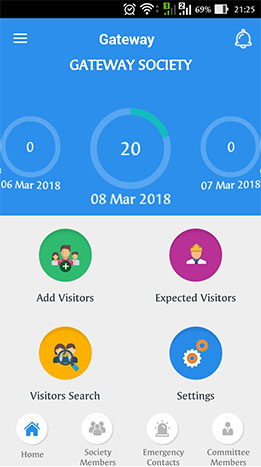 69% 21:25
Gateway
GATEWAY SOCIETY
0 20 0
06 Mar 2018 08 Mar 2018 07 Mar 2018
Add Visitors Expected Visitors
Visitors Search Settings
Home Society Members Emergency Contacts Committee Members